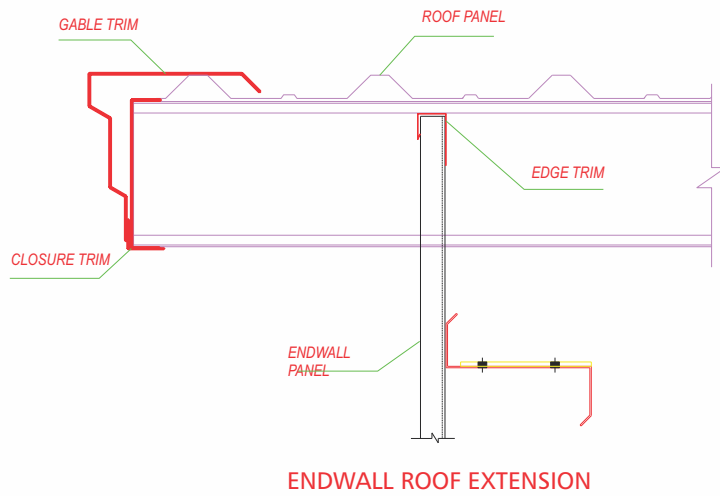 GABLE TRIM
ROOF PANEL
EDGE TRIM
CLOSURE TRIM
ENDWALL
PANEL
ENDWALL ROOF EXTENSION